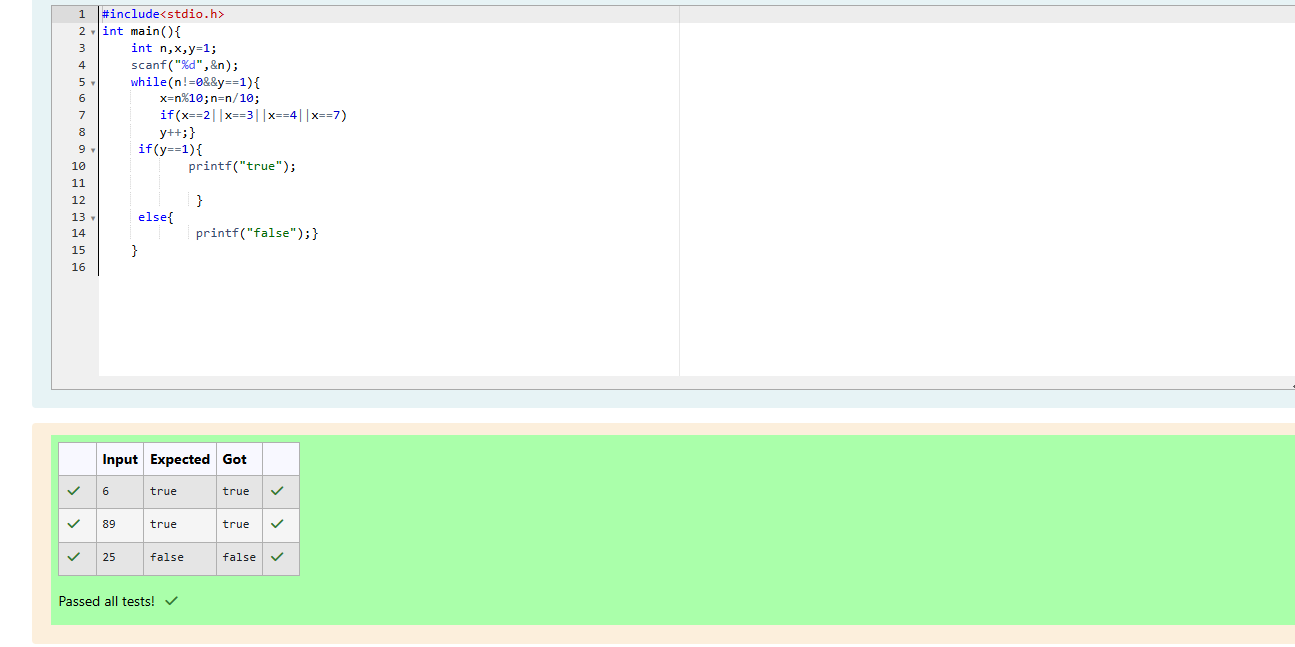 1 #include<stdio.h>
2 int main(){
3     int n,x,y=1;
4     scanf("%d",&n);
5     while(n!=0&&y==1){
6         x=n%10;n=n/10;
7         if(x==2||x==3||x==4||x==7)
8         y++;}
9      if(y==1){
10             printf("true");
11
12              }
13      else{
14              printf("false");}
15     }
16
Input Expected Got
6 true true
89 true true
25 false false
Passed all tests!